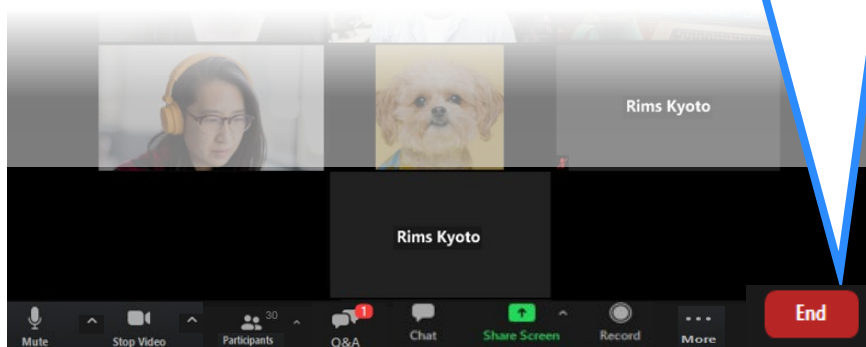 Rims Kyoto
Rims Kyoto
30
1
Mute
Stop Video
Participants
Q&A
Chat
Share Screen
Record
More
End